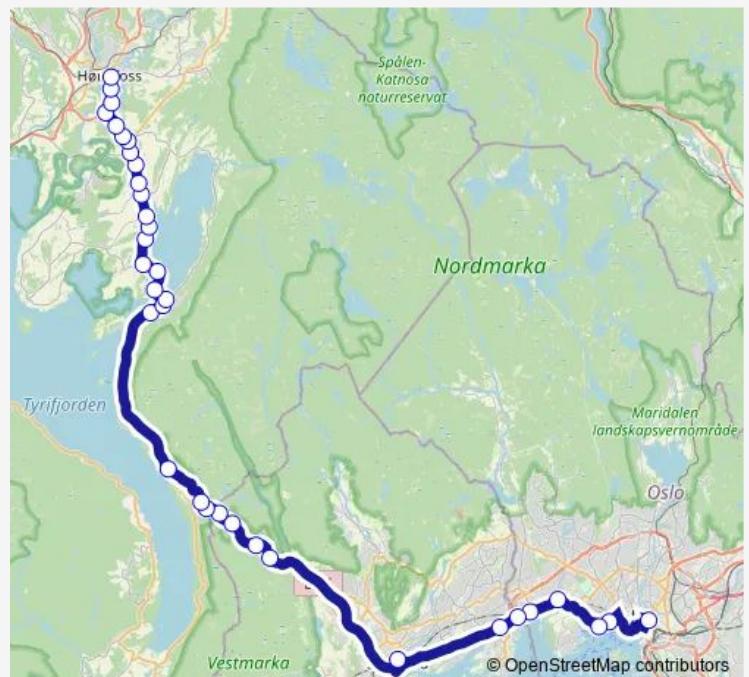 Spålen-
Katnosa
naturreservat
Nordmarka
Tyrifjorden
Maridalen
landskapsvernområde
Oslo
Vestmarka
© OpenStreetMap contributors